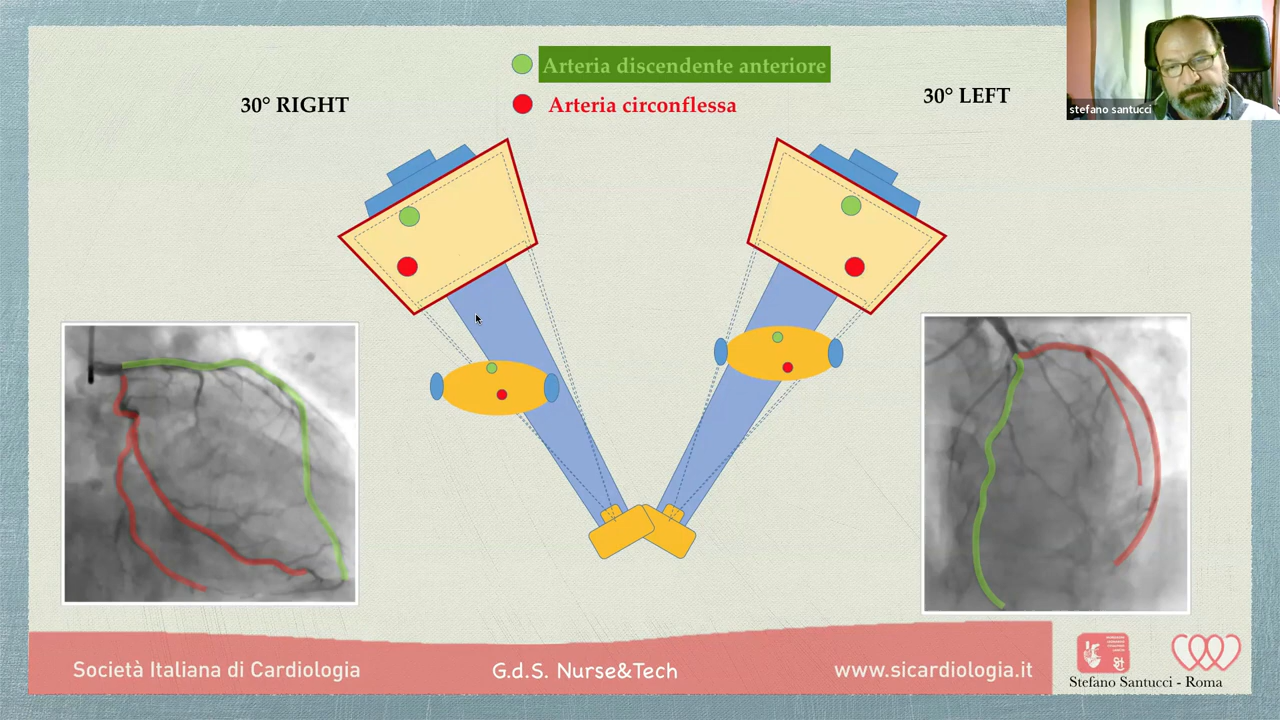 Arteria discendente anteriore
30° RIGHT
Arteria circonflessa
30° LEFT
stefano santucci
Società Italiana di Cardiologia
G.d.S. Nurse&Tech
www.sicardiologia.it
Stefano Santucci - Roma